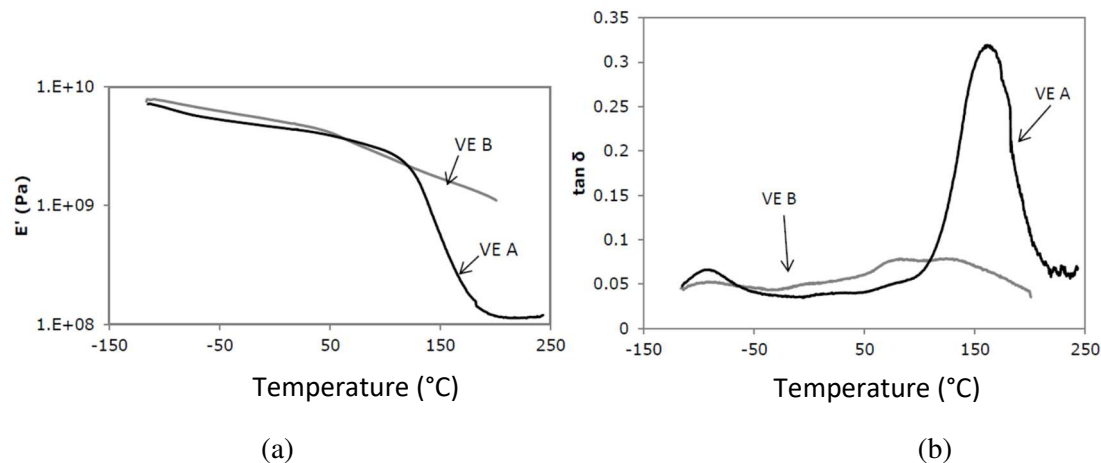 1.E+10
1.E+09
1.E+08
E' (Pa)
VE B
VE A
-150 -50 50 150 250
Temperature (°C)
(a)
0.35
0.3
0.25
0.2
0.15
0.1
0.05
0
tan δ
VE A
VE B
-150 -50 50 150 250
Temperature (°C)
(b)